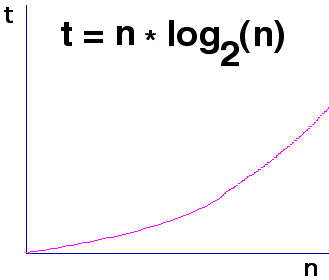 t
t = n * log₂(n)
n